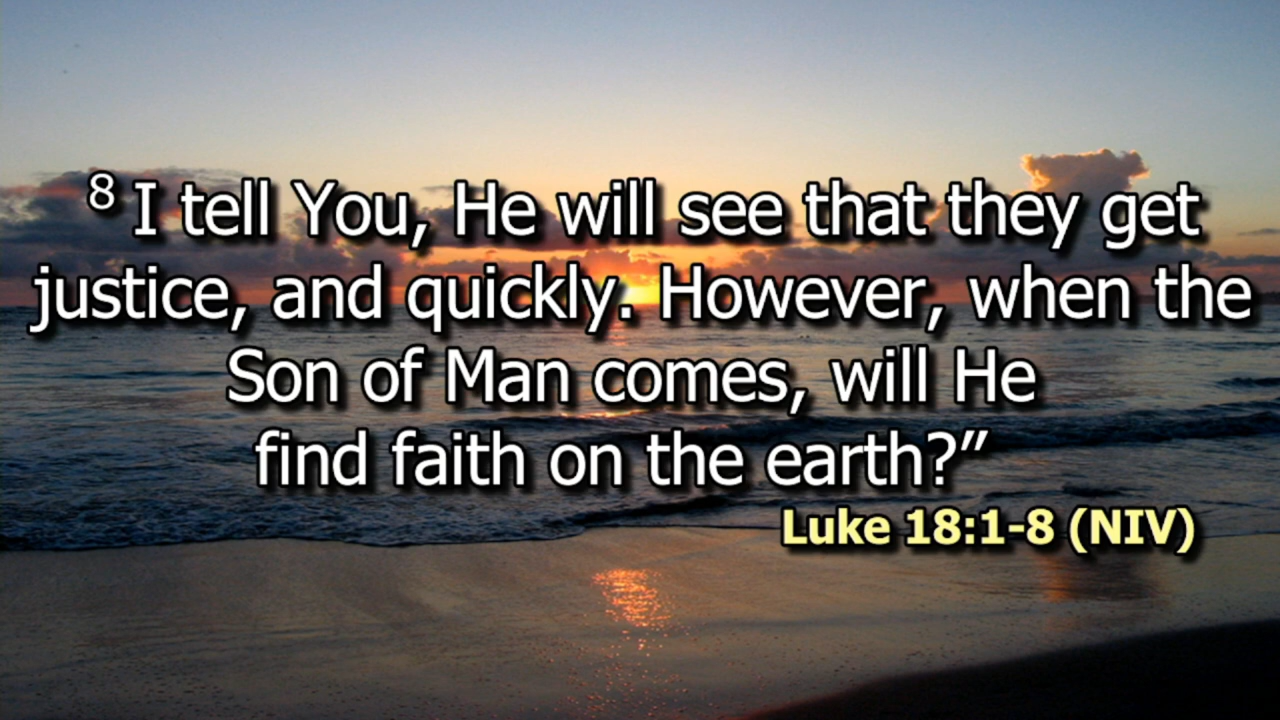 8 I tell You, He will see that they get
justice, and quickly. However, when the
Son of Man comes, will He
find faith on the earth?”
Luke 18:1-8 (NIV)